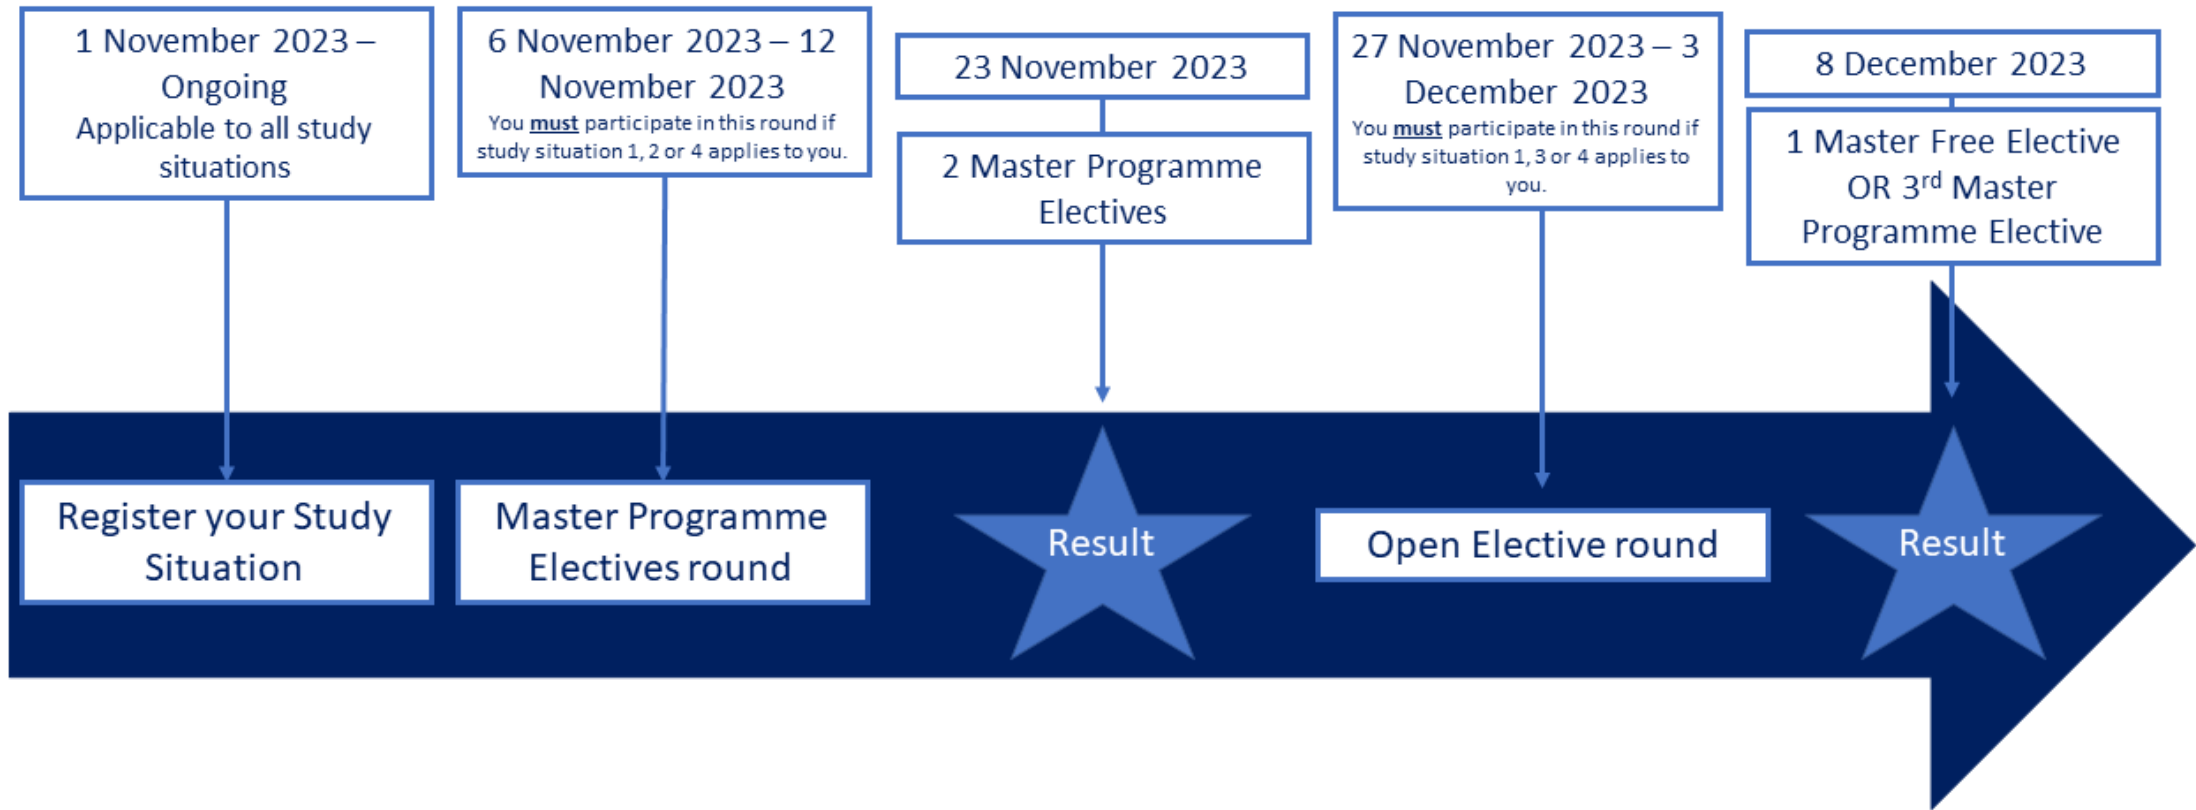 1 November 2023 –
Ongoing
Applicable to all study
situations
6 November 2023 – 12
November 2023
You must participate in this round if
study situation 1, 2 or 4 applies to you.
23 November 2023
2 Master Programme
Electives
27 November 2023 – 3
December 2023
You must participate in this round if
study situation 1, 3 or 4 applies to
you.
8 December 2023
1 Master Free Elective
OR 3rd Master
Programme Elective
Register your Study
Situation
Master Programme
Electives round
Result
Open Elective round
Result